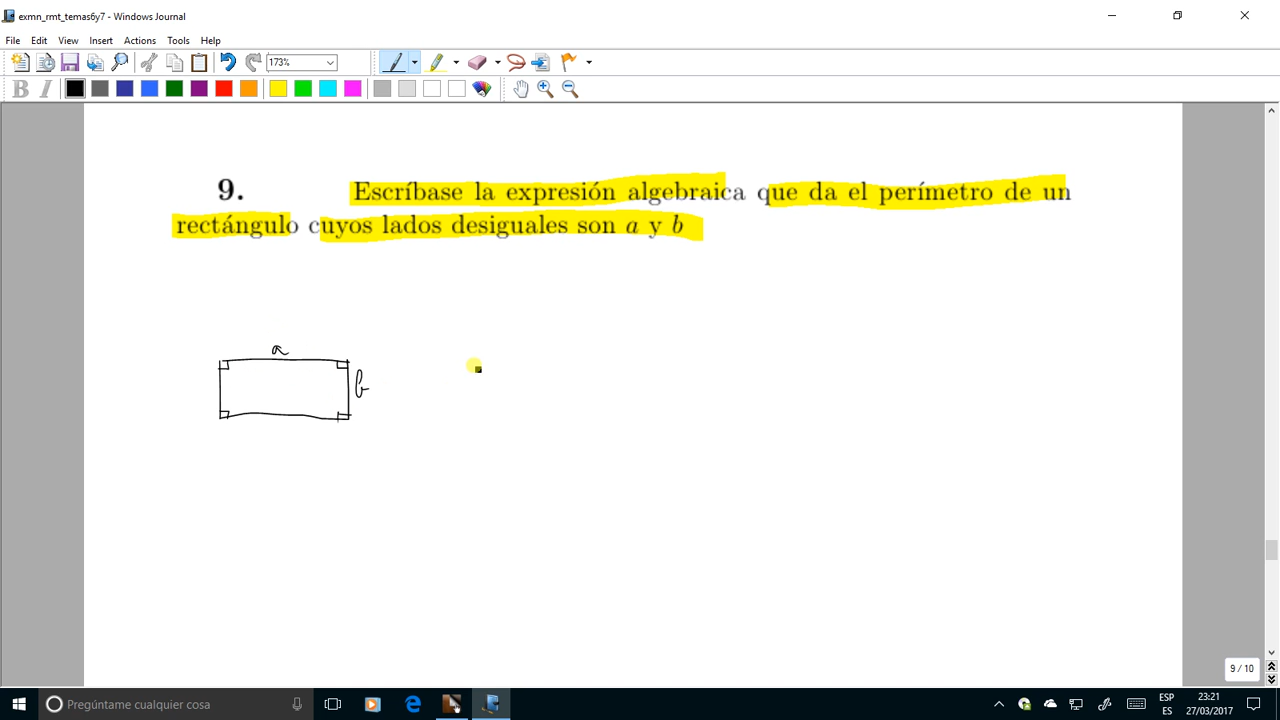 exmn_rmt_temas6y7 - Windows Journal
File Edit View Insert Actions Tools Help
173%
B I
9. Escríbase la expresión algebraica que da el perímetro de un
rectángulo cuyos lados desiguales son a y b
a
b
9 / 10
Pregúntame cualquier cosa
ESP 23:21
ES 27/03/2017